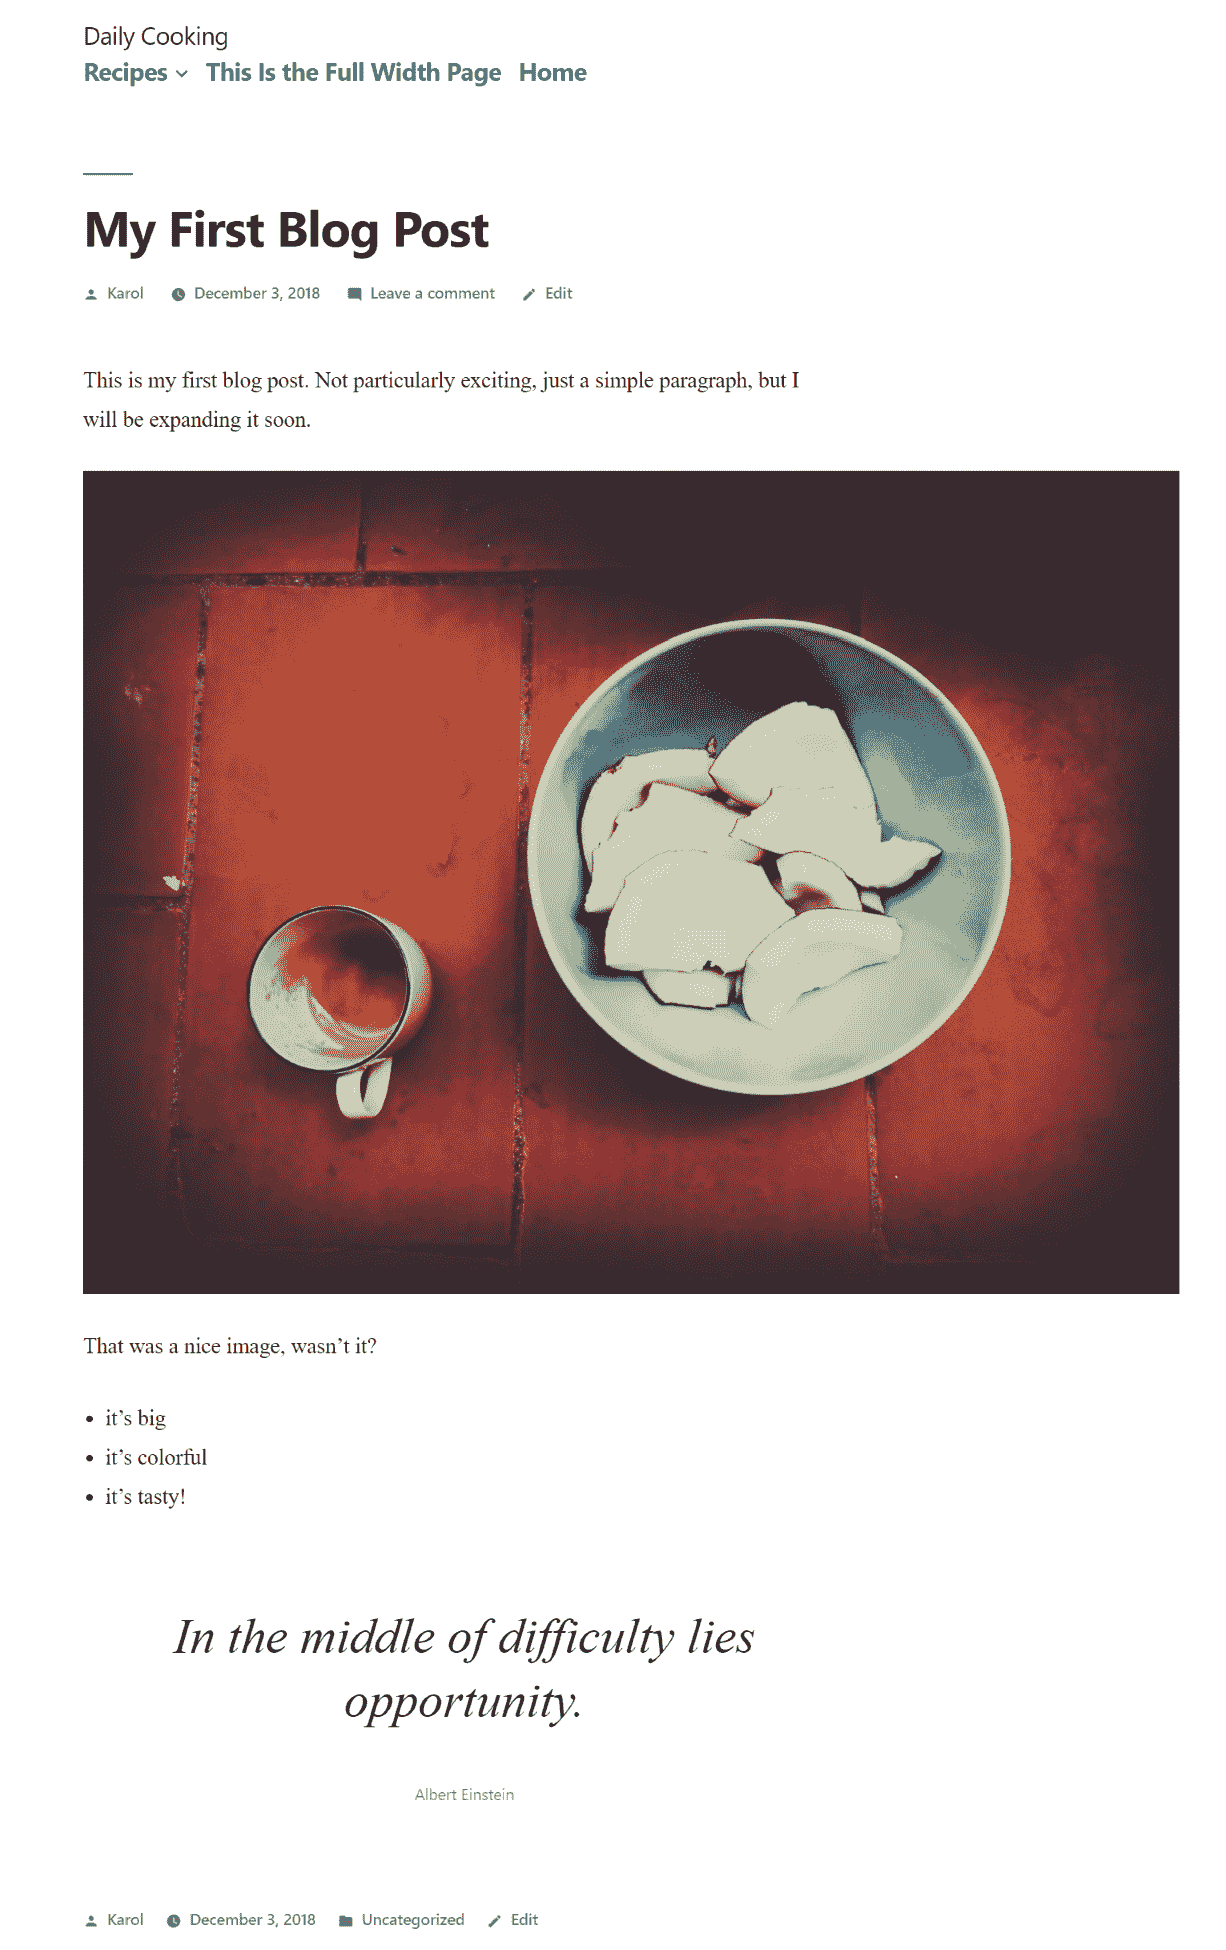 Daily Cooking
Recipes This Is the Full Width Page Home
My First Blog Post
Karol December 3, 2018 Leave a comment Edit
This is my first blog post. Not particularly exciting, just a simple paragraph, but I
will be expanding it soon.
That was a nice image, wasn’t it?
• it’s big
• it’s colorful
• it’s tasty!
In the middle of difficulty lies
opportunity.
Albert Einstein
Karol December 3, 2018 Uncategorized Edit